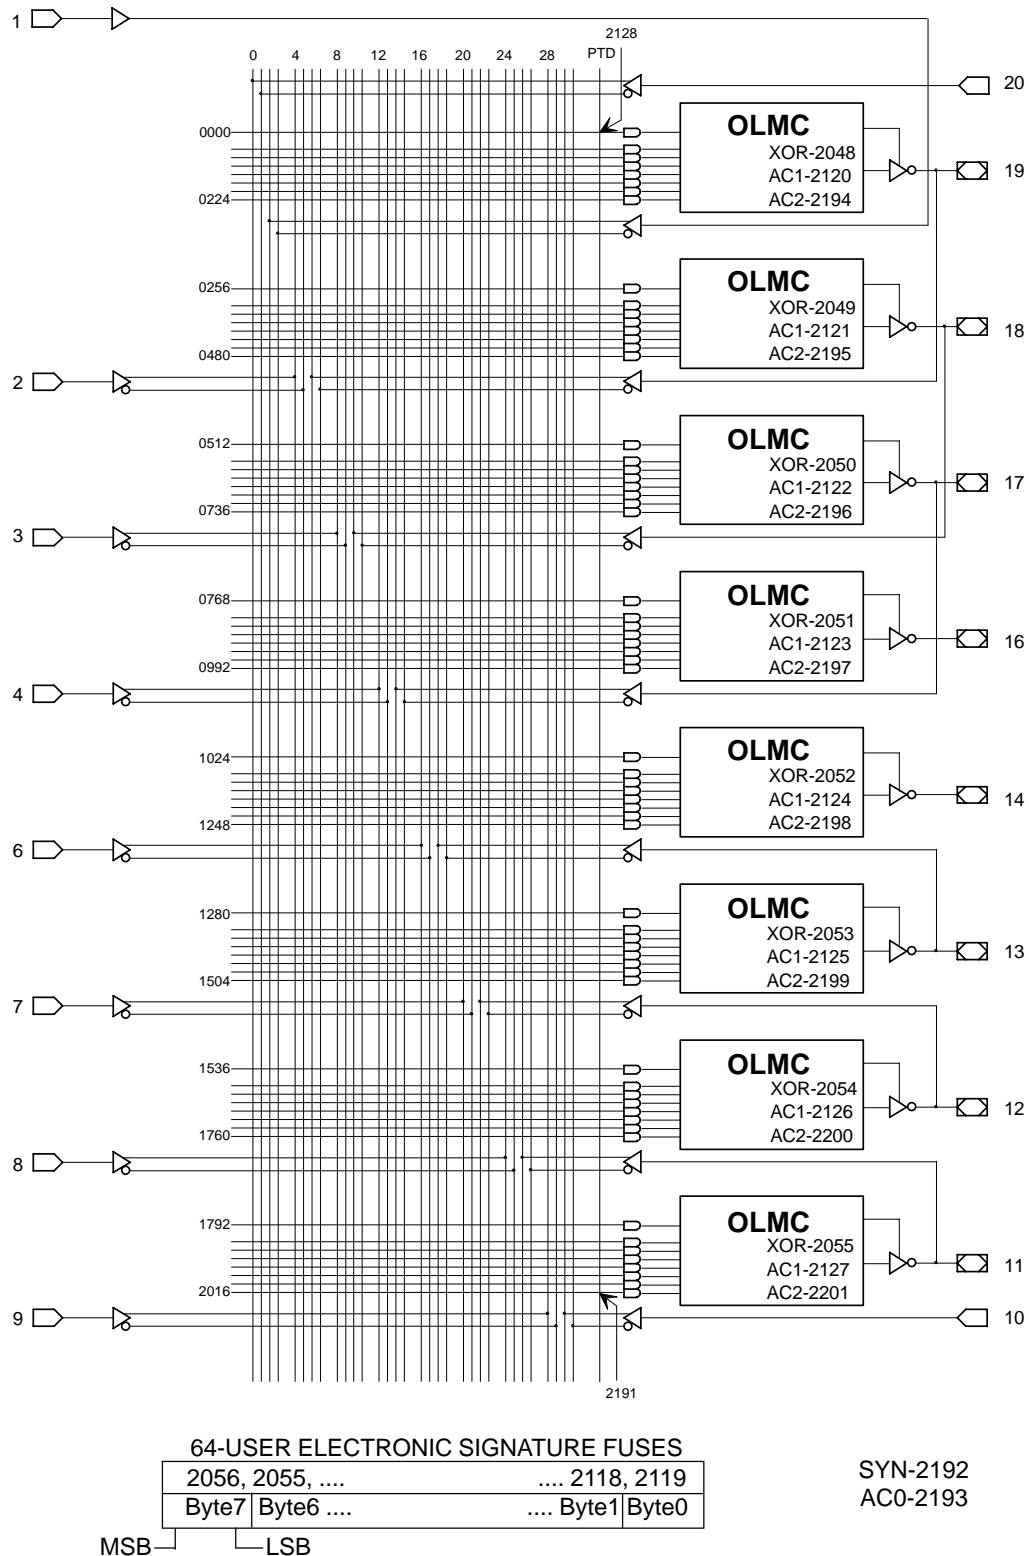 1
2128
0 4 8 12 16 20 24 28 PTD
20
0000
0224
OLMC
XOR-2048
AC1-2120
AC2-2194
19
0256
0480
OLMC
XOR-2049
AC1-2121
AC2-2195
18
2
0512
0736
OLMC
XOR-2050
AC1-2122
AC2-2196
17
3
0768
0992
OLMC
XOR-2051
AC1-2123
AC2-2197
16
4
1024
1248
OLMC
XOR-2052
AC1-2124
AC2-2198
14
6
1280
1504
OLMC
XOR-2053
AC1-2125
AC2-2199
13
7
1536
1760
OLMC
XOR-2054
AC1-2126
AC2-2200
12
8
1792
2016
OLMC
XOR-2055
AC1-2127
AC2-2201
11
9
10
2191
64-USER ELECTRONIC SIGNATURE FUSES
2056, 2055, .... .... 2118, 2119
Byte7 Byte6 .... .... Byte1 Byte0
MSB LSB
SYN-2192
AC0-2193